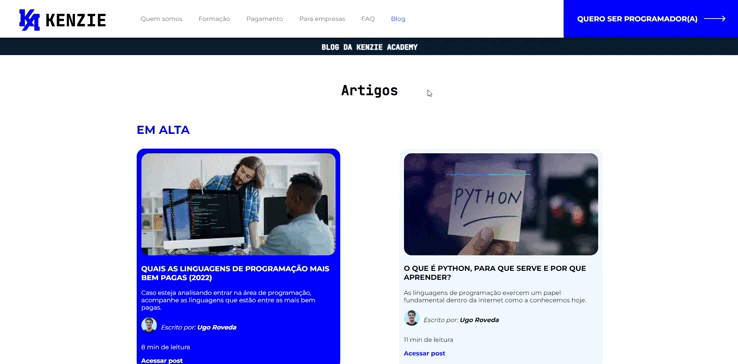 KENZIE
Quem somos Formação Pagamento Para empresas FAQ Blog
QUERO SER PROGRAMADOR(A)
BLOG DA KENZIE ACADEMY
Artigos
EM ALTA
QUAIS AS LINGUAGENS DE PROGRAMAÇÃO MAIS
BEM PAGAS (2022)
Caso esteja analisando entrar na área de programação,
acompanhe as linguagens que estão entre as mais bem
pagas.
Escrito por: Ugo Roveda
8 min de leitura
Acessar post
PYTHON
O QUE É PYTHON, PARA QUE SERVE E POR QUE
APRENDER?
As linguagens de programação exercem um papel
fundamental dentro da internet como a conhecemos hoje.
Escrito por: Ugo Roveda
11 min de leitura
Acessar post